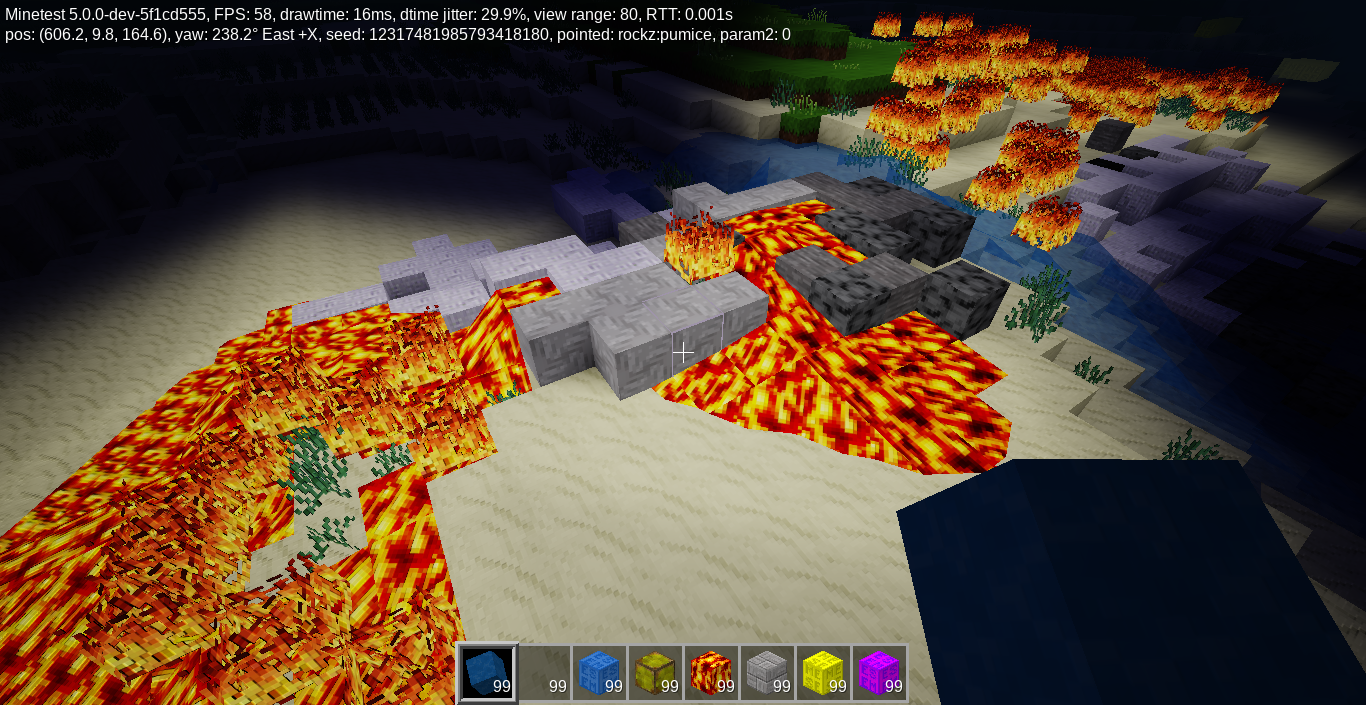 Minetest 5.0.0-dev-5f1cd555, FPS: 58, drawtime: 16ms, dtime jitter: 29.9%, view range: 80, RTT: 0.001s
pos: (606.2, 9.8, 164.6), yaw: 238.2° East +X, seed: 12317481985793418180, pointed: rockz:pumice, param2: 0
99 99 99 99 99 99 99 99